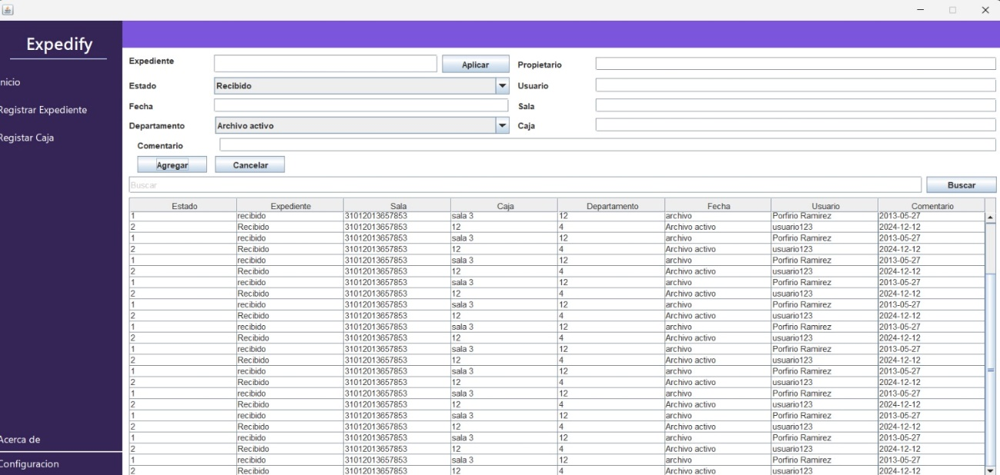 Expedify
Inicio
Registrar Expediente
Registar Caja
Acerca de
Configuracion
Expediente Aplicar Propietario
Estado Recibido Usuario
Fecha Sala
Departamento Archivo activo Caja
Comentario
Agregar Cancelar
Buscar Buscar
Estado Expediente Sala Caja Departamento Fecha Usuario Comentario
1 recibido 31012013657853 sala 3 12 archivo Porfirio Ramirez 2013-05-27
2 Recibido 31012013657853 12 4 Archivo activo usuario123 2024-12-12
1 recibido 31012013657853 sala 3 12 archivo Porfirio Ramirez 2013-05-27
2 Recibido 31012013657853 12 4 Archivo activo usuario123 2024-12-12
1 recibido 31012013657853 sala 3 12 archivo Porfirio Ramirez 2013-05-27
2 Recibido 31012013657853 12 4 Archivo activo usuario123 2024-12-12
1 recibido 31012013657853 sala 3 12 archivo Porfirio Ramirez 2013-05-27
2 Recibido 31012013657853 12 4 Archivo activo usuario123 2024-12-12
1 recibido 31012013657853 sala 3 12 archivo Porfirio Ramirez 2013-05-27
2 Recibido 31012013657853 12 4 Archivo activo usuario123 2024-12-12
1 recibido 31012013657853 sala 3 12 archivo Porfirio Ramirez 2013-05-27
2 Recibido 31012013657853 12 4 Archivo activo usuario123 2024-12-12
1 recibido 31012013657853 sala 3 12 archivo Porfirio Ramirez 2013-05-27
2 Recibido 31012013657853 12 4 Archivo activo usuario123 2024-12-12
1 recibido 31012013657853 sala 3 12 archivo Porfirio Ramirez 2013-05-27
2 Recibido 31012013657853 12 4 Archivo activo usuario123 2024-12-12
1 recibido 31012013657853 sala 3 12 archivo Porfirio Ramirez 2013-05-27
2 Recibido 31012013657853 12 4 Archivo activo usuario123 2024-12-12
1 recibido 31012013657853 sala 3 12 archivo Porfirio Ramirez 2013-05-27
2 Recibido 31012013657853 12 4 Archivo activo usuario123 2024-12-12
1 recibido 31012013657853 sala 3 12 archivo Porfirio Ramirez 2013-05-27
2 Recibido 31012013657853 12 4 Archivo activo usuario123 2024-12-12
1 recibido 31012013657853 sala 3 12 archivo Porfirio Ramirez 2013-05-27
2 Recibido 31012013657853 12 4 Archivo activo usuario123 2024-12-12